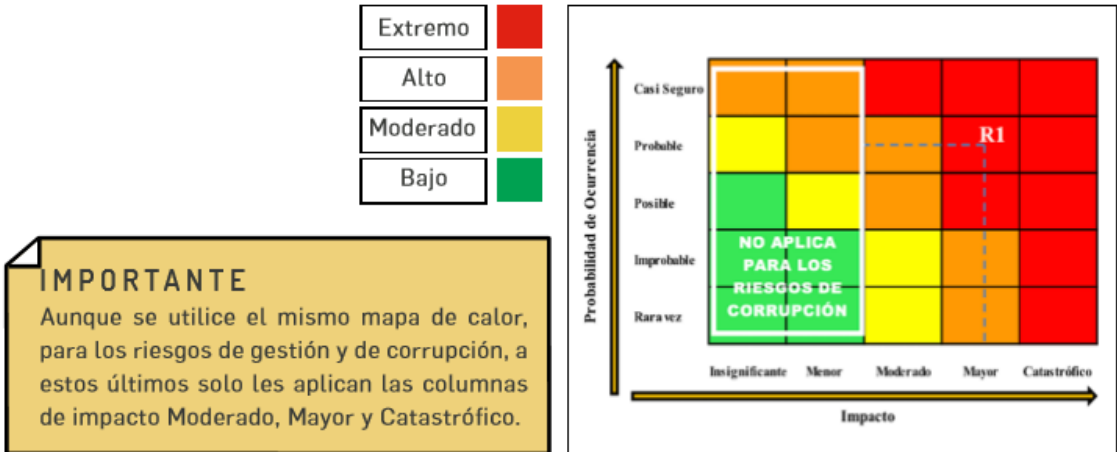 Extremo
Alto
Moderado
Bajo
IMPORTANTE
Aunque se utilice el mismo mapa de calor,
para los riesgos de gestión y de corrupción, a
estos últimos solo les aplican las columnas
de impacto Moderado, Mayor y Catastrófico.
Probabilidad de Ocurrencia
Casi Seguro
Probable
Posible
Improbable
Rara vez
R1
NO APLICA
PARA LOS
RIESGOS DE
CORRUPCIÓN
Insignificante Menor Moderado Mayor Catastrófico
Impacto